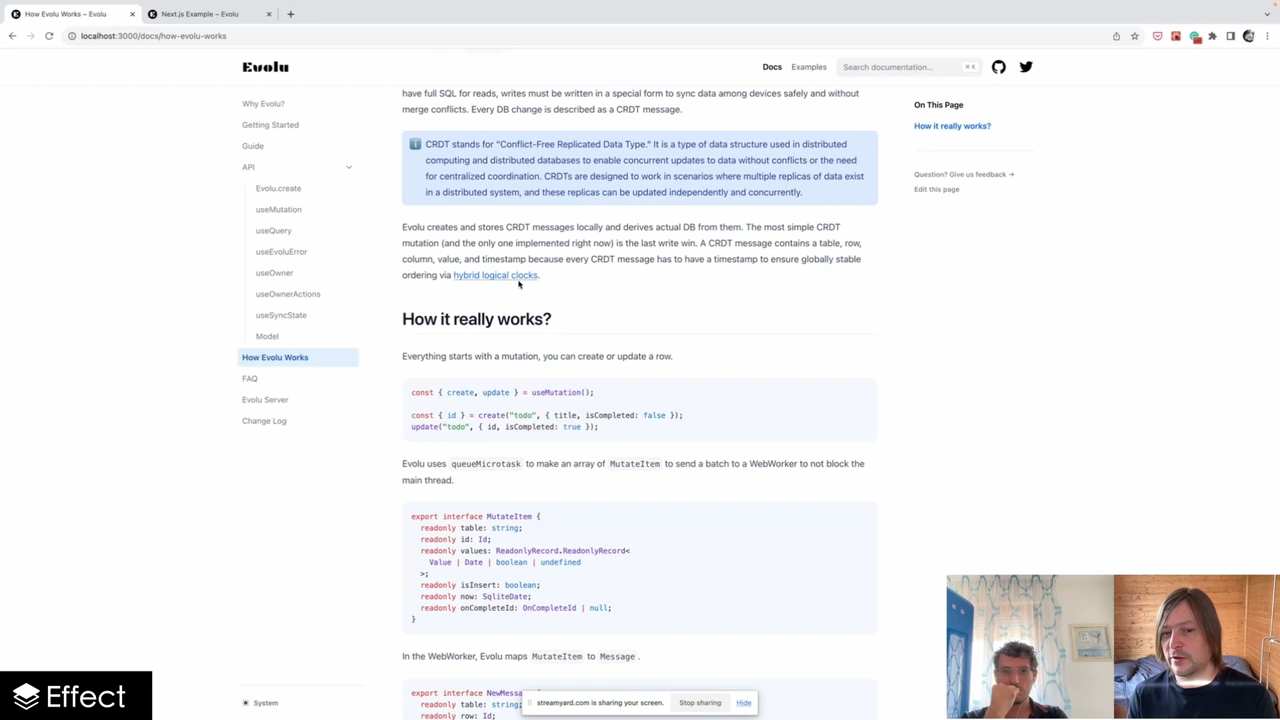 How Evolu Works – Evolu
Next.js Example – Evolu
localhost:3000/docs/how-evolu-works
Evolu
Docs
Examples
Search documentation...
⌘ K
Why Evolu?
Getting Started
Guide
API
Evolu.create
useMutation
useQuery
useEvoluError
useOwner
useOwnerActions
useSyncState
Model
How Evolu Works
FAQ
Evolu Server
Change Log
System
have full SQL for reads, writes must be written in a special form to sync data among devices safely and without
merge conflicts. Every DB change is described as a CRDT message.
CRDT stands for "Conflict-Free Replicated Data Type." It is a type of data structure used in distributed
computing and distributed databases to enable concurrent updates to data without conflicts or the need
for centralized coordination. CRDTs are designed to work in scenarios where multiple replicas of data exist
in a distributed system, and these replicas can be updated independently and concurrently.
Evolu creates and stores CRDT messages locally and derives actual DB from them. The most simple CRDT
mutation (and the only one implemented right now) is the last write win. A CRDT message contains a table, row,
column, value, and timestamp because every CRDT message has to have a timestamp to ensure globally stable
ordering via hybrid logical clocks.
How it really works?
Everything starts with a mutation, you can create or update a row.
const { create, update } = useMutation();
const { id } = create("todo", { title, isCompleted: false });
update("todo", { id, isCompleted: true });
Evolu uses queueMicrotask to make an array of MutateItem to send a batch to a WebWorker to not block the
main thread.
export interface MutateItem {
readonly table: string;
readonly id: Id;
readonly values: ReadonlyRecord.ReadonlyRecord<
Value | Date | boolean | undefined
>;
readonly isInsert: boolean;
readonly now: SqliteDate;
readonly onCompleteId: OnCompleteId | null;
}
In the WebWorker, Evolu maps MutateItem to Message.
export interface NewMessa
readonly table: string;
readonly row: Id;
On This Page
How it really works?
Question? Give us feedback →
Edit this page
streamyard.com is sharing your screen.
Stop sharing
Hide
Effect